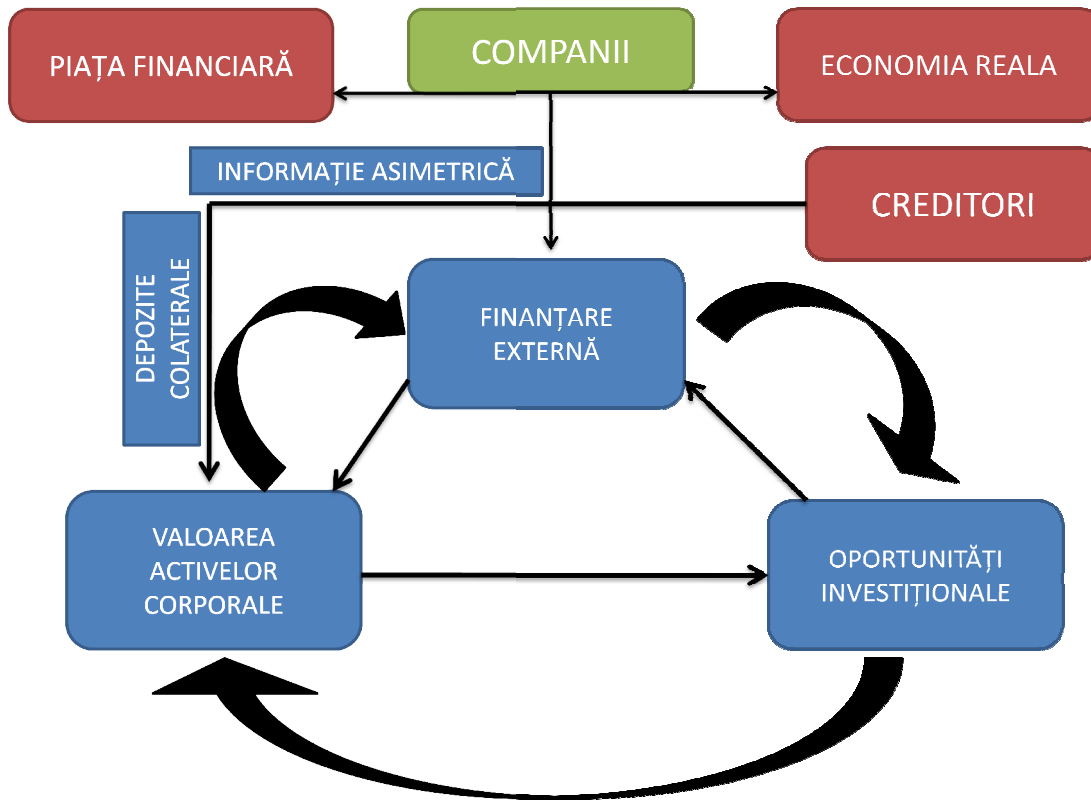 PIAȚA FINANCIARĂ
COMPANII
ECONOMIA REALA
INFORMAȚIE ASIMETRICĂ
CREDITORI
DEPOZITE
COLATERALE
FINANȚARE
EXTERNĂ
VALOAREA
ACTIVELOR
CORPORALE
OPORTUNITĂȚI
INVESTIȚIONALE